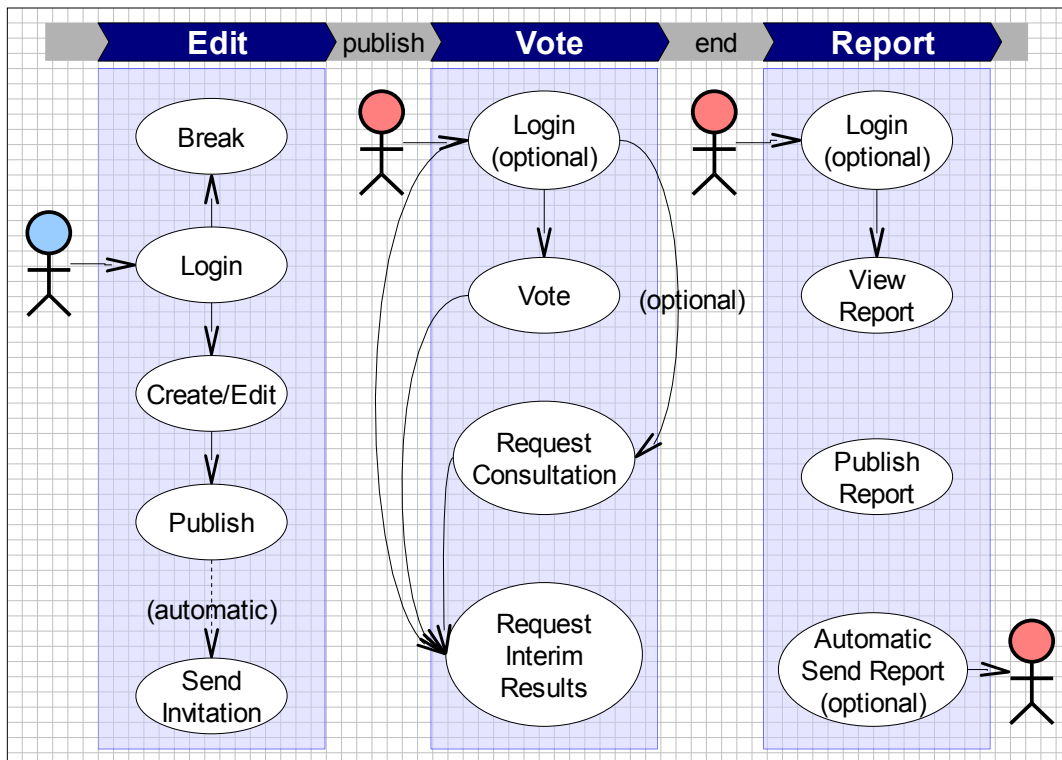 Edit
publish
Vote
end
Report
Break
Login
Create/Edit
Publish
(automatic)
Send
Invitation
Login
(optional)
Vote
(optional)
Request
Consultation
Request
Interim
Results
Login
(optional)
View
Report
Publish
Report
Automatic
Send Report
(optional)